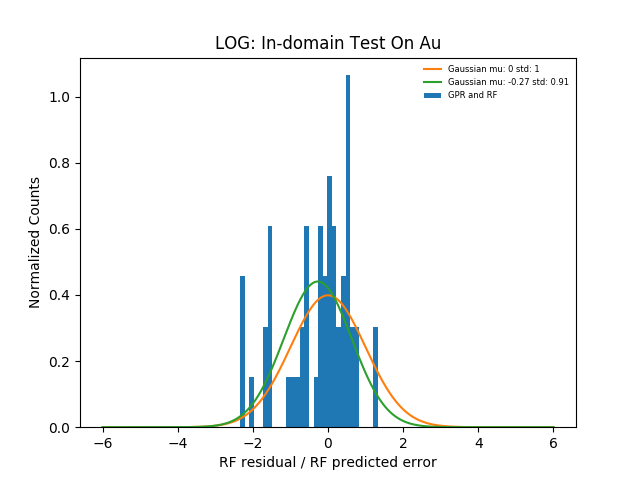 LOG: In-domain Test On Au
Gaussian mu: 0 std: 1
Gaussian mu: -0.27 std: 0.91
GPR and RF
Normalized Counts
1.0
0.8
0.6
0.4
0.2
0.0
−6 −4 −2 0 2 4 6
RF residual / RF predicted error